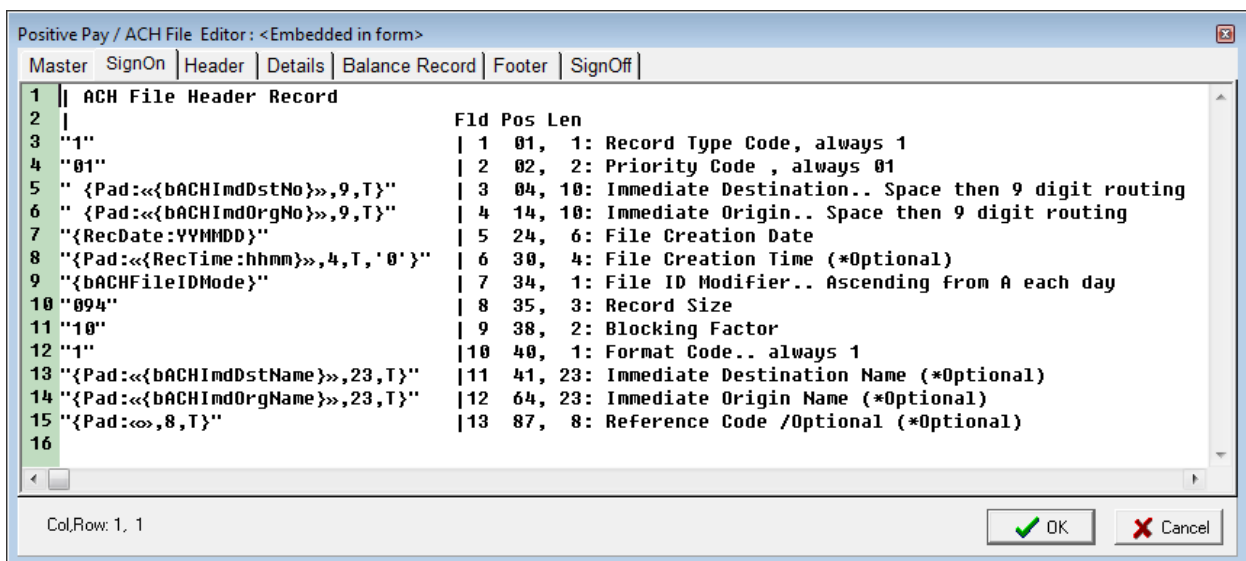 Positive Pay / ACH File Editor : <Embedded in form>
Master SignOn Header Details Balance Record Footer SignOff
1 | ACH File Header Record
2 | Fld Pos Len
3 "1" | 1 01, 1: Record Type Code, always 1
4 "01" | 2 02, 2: Priority Code , always 01
5 " {Pad:«{bACHImdDstNo}»,9,T}" | 3 04, 10: Immediate Destination.. Space then 9 digit routing
6 " {Pad:«{bACHImdOrgNo}»,9,T}" | 4 14, 10: Immediate Origin.. Space then 9 digit routing
7 "{RecDate:YYMMDD}" | 5 24, 6: File Creation Date
8 "{Pad:«{RecTime:hhmm}»,4,T,'0'}" | 6 30, 4: File Creation Time (*Optional)
9 "{bACHFileIDMode}" | 7 34, 1: File ID Modifier.. Ascending from A each day
10 "094" | 8 35, 3: Record Size
11 "10" | 9 38, 2: Blocking Factor
12 "1" |10 40, 1: Format Code.. always 1
13 "{Pad:«{bACHImdDstName}»,23,T}" |11 41, 23: Immediate Destination Name (*Optional)
14 "{Pad:«{bACHImdOrgName}»,23,T}" |12 64, 23: Immediate Origin Name (*Optional)
15 "{Pad:«»,8,T}" |13 87, 8: Reference Code /Optional (*Optional)
16
Col,Row: 1, 1
OK Cancel